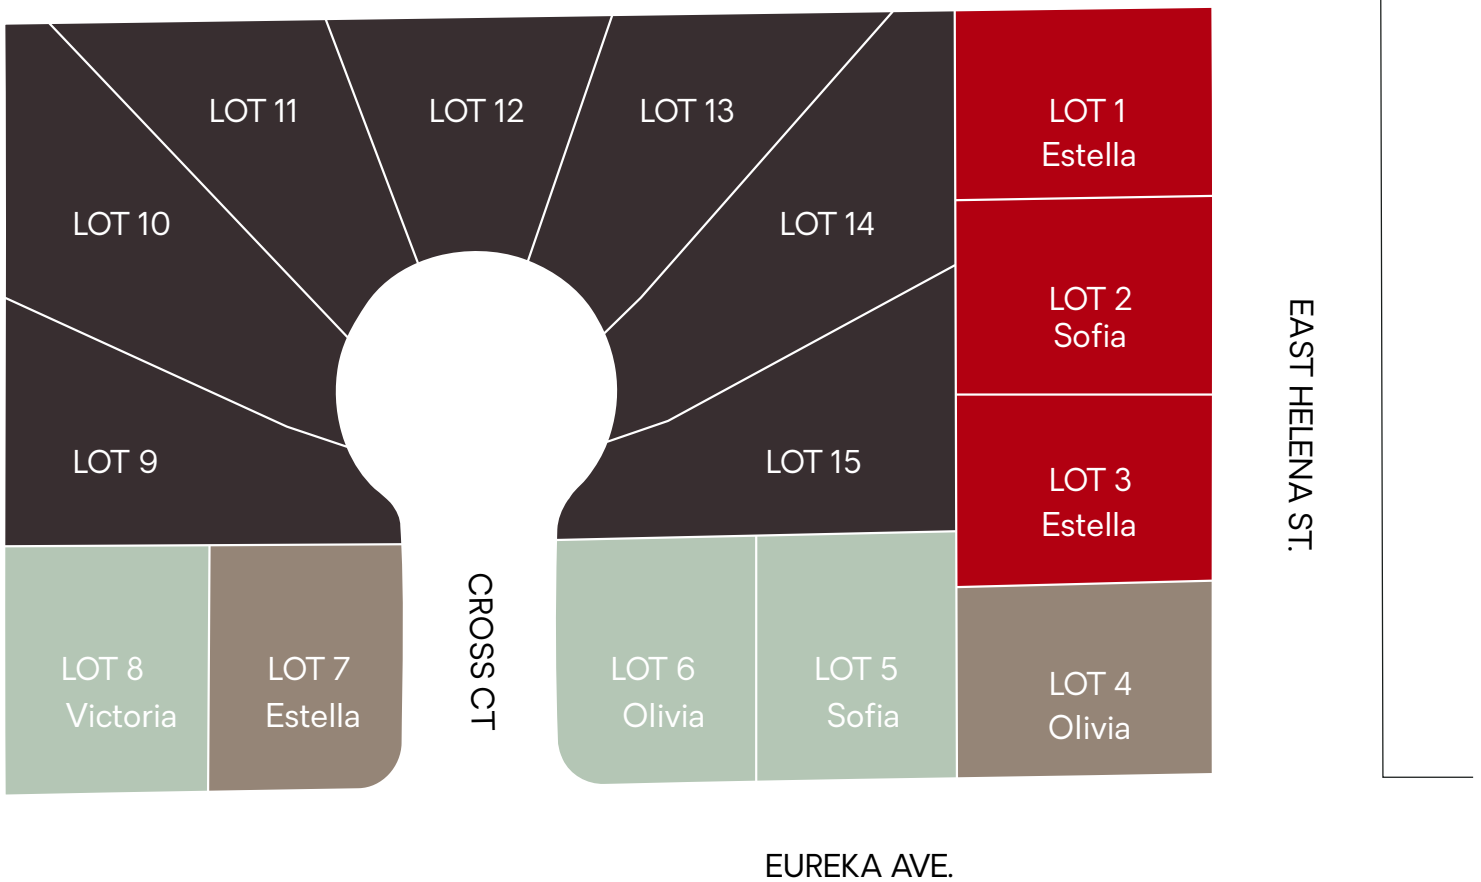 LOT 11
LOT 12
LOT 13
LOT 1
Estella
LOT 10
LOT 14
LOT 2
Sofia
EAST HELENA ST.
LOT 9
LOT 15
LOT 3
Estella
CROSS CT
LOT 8
Victoria
LOT 7
Estella
LOT 6
Olivia
LOT 5
Sofia
LOT 4
Olivia
EUREKA AVE.